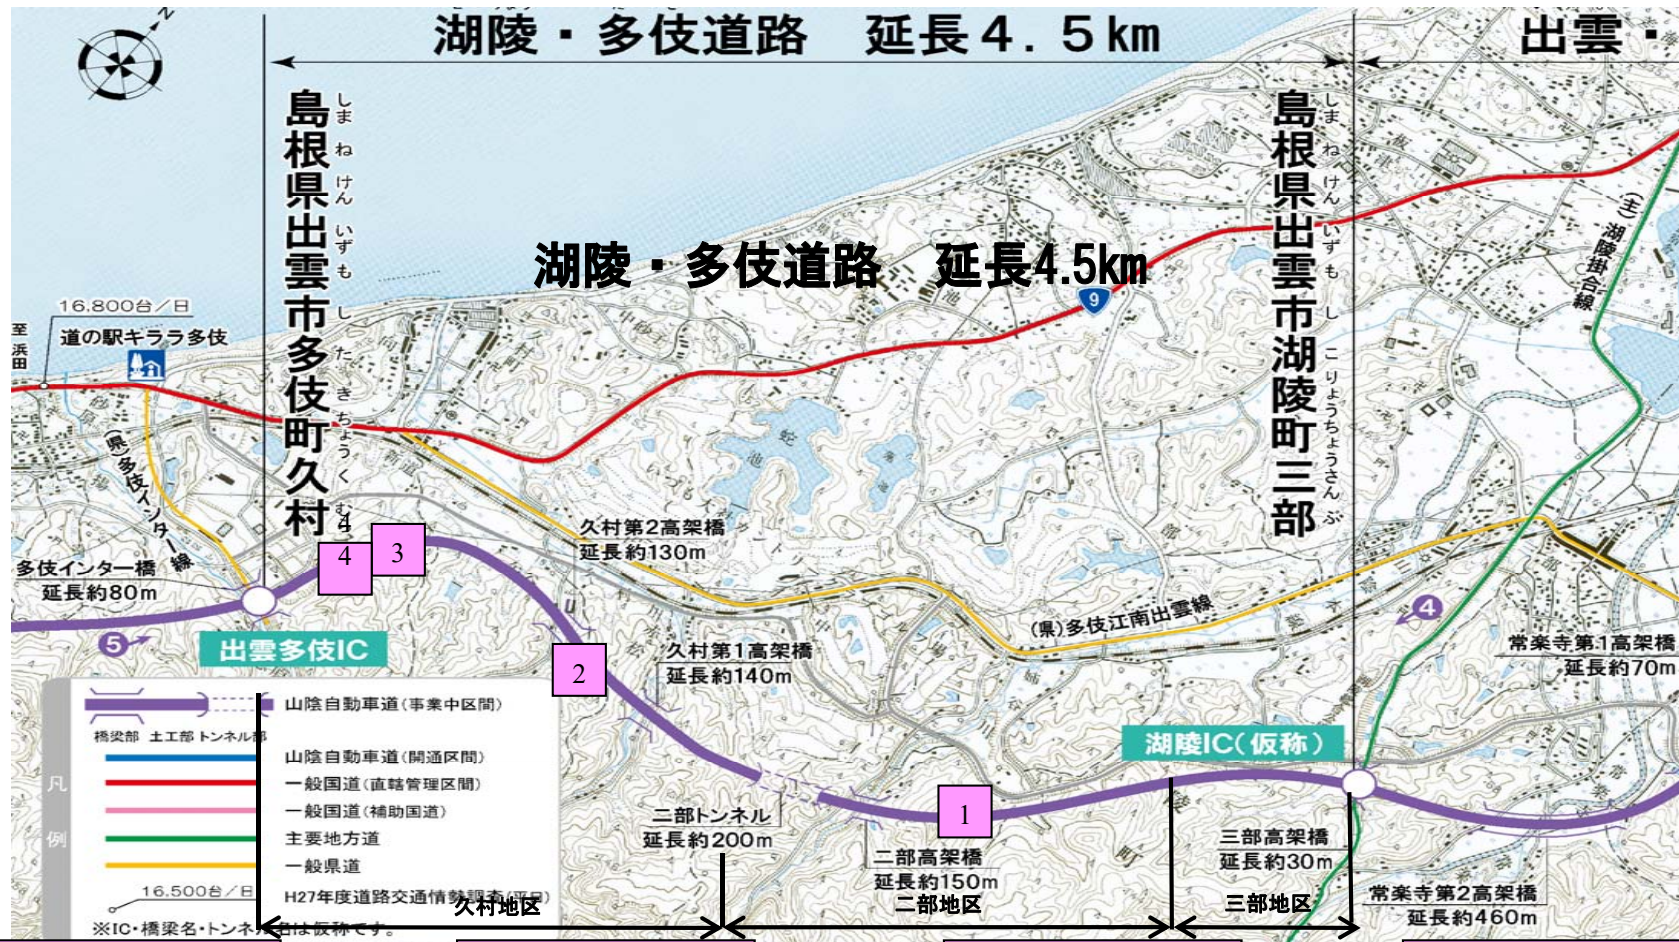 湖陵・多伎道路　延長４．５km
出雲・
島根県出雲市多伎町久村
しまねけんいずもしたきちょうくむら
島根県出雲市湖陵町三部
しまねけんいずもしこりょうちょうさんぶ
湖陵・多伎道路　延長4.5km
9
(主)湖陵掛合線
16,800台／日
道の駅キララ多伎
至浜田
(県)多伎インター線
蛇池
久村第2高架橋
延長約130m
4
4
3
多伎インター橋
延長約80m
5
出雲多伎IC
2
久村第1高架橋
延長約140m
(県)多伎江南出雲線
4
常楽寺第1高架橋
延長約70m
湖陵IC(仮称)
1
二部トンネル
延長約200m
二部高架橋
延長約150m
三部高架橋
延長約30m
常楽寺第2高架橋
延長約460m
凡例
山陰自動車道(事業中区間)
橋梁部 土工部 トンネル部
山陰自動車道(開通区間)
一般国道(直轄管理区間)
一般国道(補助国道)
主要地方道
一般県道
16,500台／日
H27年度道路交通情勢調査(平日)
※IC・橋梁名・トンネル名は仮称です。
久村地区
二部地区
三部地区